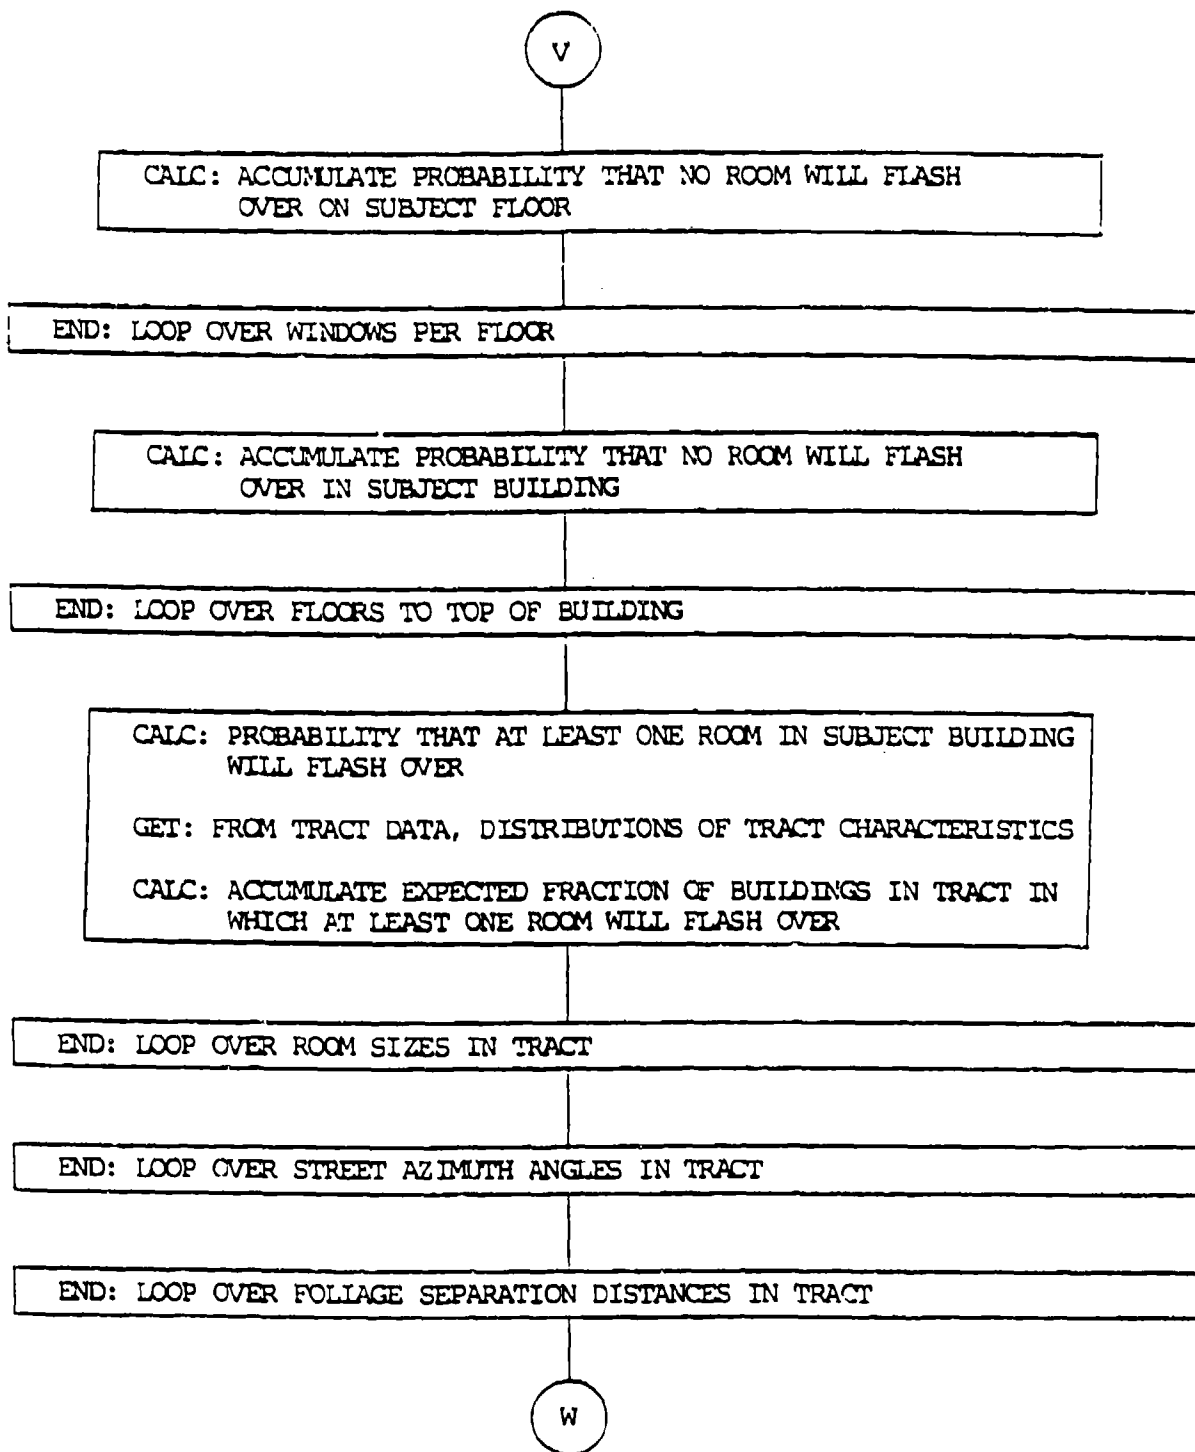 V
CALC: ACCUMULATE PROBABILITY THAT NO ROOM WILL FLASH
OVER ON SUBJECT FLOOR
END: LOOP OVER WINDOWS PER FLOOR
CALC: ACCUMULATE PROBABILITY THAT NO ROOM WILL FLASH
OVER IN SUBJECT BUILDING
END: LOOP OVER FLOORS TO TOP OF BUILDING
CALC: PROBABILITY THAT AT LEAST ONE ROOM IN SUBJECT BUILDING
WILL FLASH OVER
GET: FROM TRACT DATA, DISTRIBUTIONS OF TRACT CHARACTERISTICS
CALC: ACCUMULATE EXPECTED FRACTION OF BUILDINGS IN TRACT IN
WHICH AT LEAST ONE ROOM WILL FLASH OVER
END: LOOP OVER ROOM SIZES IN TRACT
END: LOOP OVER STREET AZIMUTH ANGLES IN TRACT
END: LOOP OVER FOLIAGE SEPARATION DISTANCES IN TRACT
W